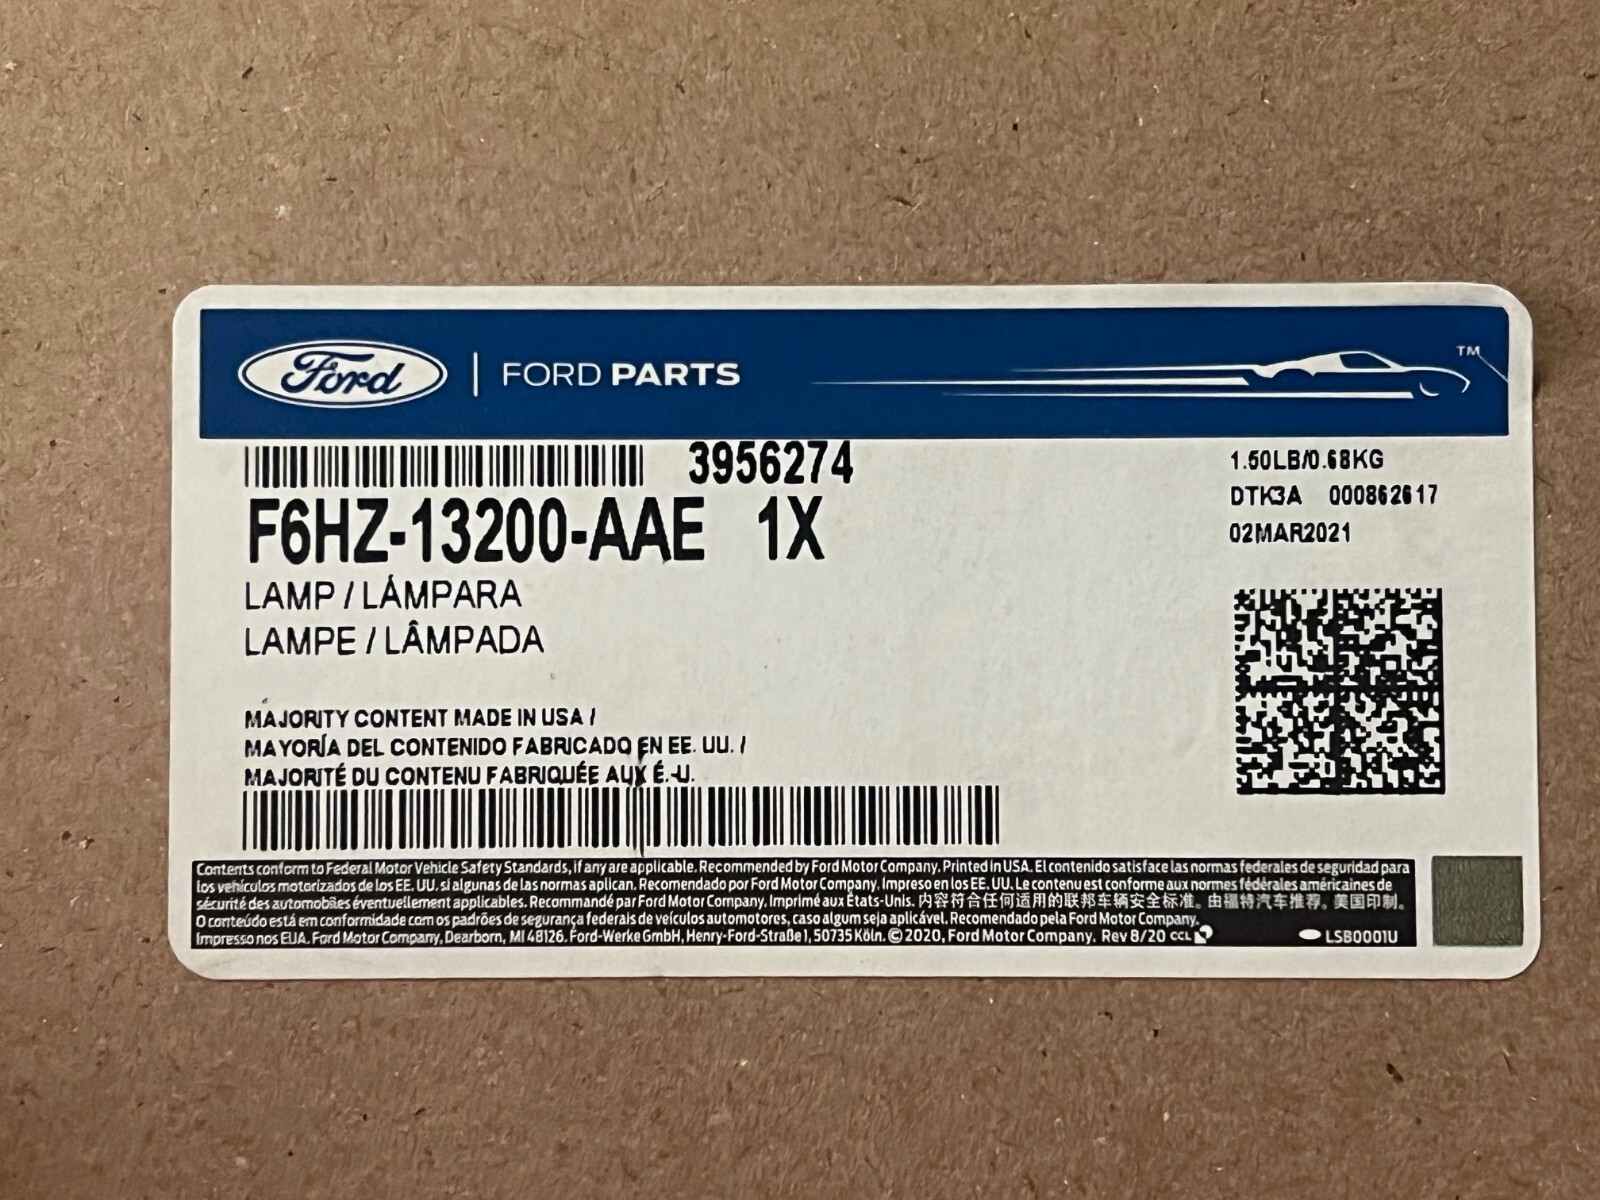 Ford | FORD PARTS
TM
3956274
F6HZ-13200-AAE 1X
LAMP / LÁMPARA
LAMPE / LÂMPADA
1.50LB/0.68KG
DTK3A 000862617
02MAR2021
MAJORITY CONTENT MADE IN USA /
MAYORÍA DEL CONTENIDO FABRICADO EN EE. UU. /
MAJORITÉ DU CONTENU FABRIQUÉE AUX É.-U.
Contents conform to Federal Motor Vehicle Safety Standards, if any are applicable. Recommended by Ford Motor Company. Printed in USA. El contenido satisface las normas federales de seguridad para
los vehículos motorizados de los EE. UU. si algunas de las normas aplican. Recomendado por Ford Motor Company. Impreso en los EE. UU. Le contenu est conforme aux normes fédérales américaines de
sécurité des automobiles éventuellement applicables. Recommandé par Ford Motor Company. Imprimé aux États-Unis. 内容符合任何适用的联邦车辆安全标准。由福特汽车推荐。美国印制。
O conteúdo está em conformidade com os padrões de segurança federais de veículos automotores, caso algum seja aplicável. Recomendado pela Ford Motor Company.
Impresso nos EUA. Ford Motor Company, Dearborn, MI 48126. Ford-Werke GmbH, Henry-Ford-Straße 1, 50735 Köln. © 2020, Ford Motor Company. Rev 8/20 CCL LSB0001U